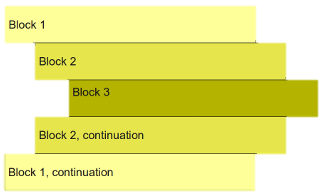 Block 1
Block 2
Block 3
Block 2, continuation
Block 1, continuation